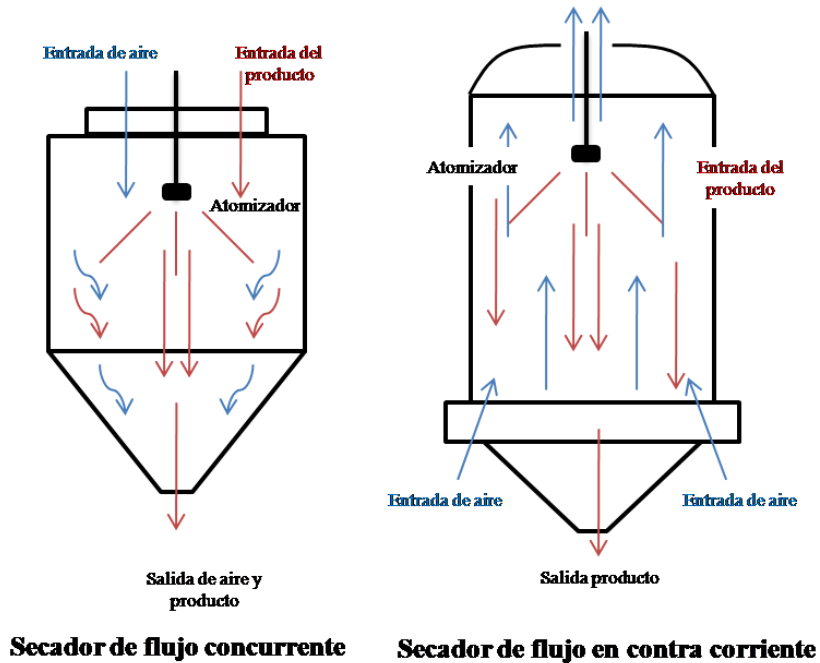 Entrada de aire
Entrada del
producto
Atomizador
Salida de aire y
producto
Secador de flujo concurrente
Atomizador
Entrada del
producto
Entrada de aire
Entrada de aire
Salida producto
Secador de flujo en contra corriente